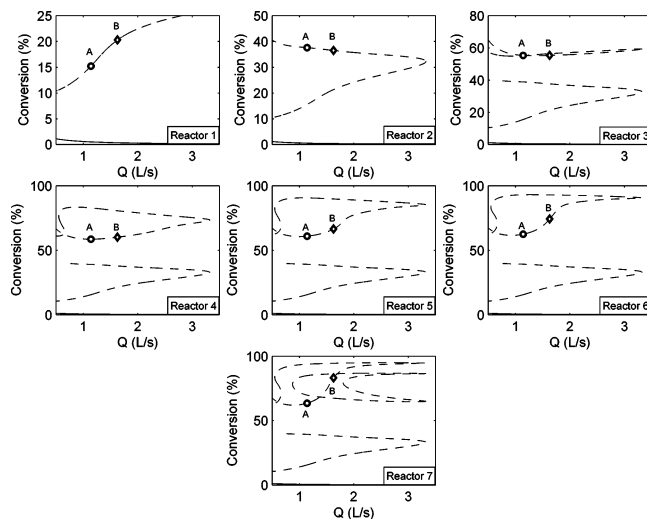 25
20
15
10
5
0
Conversion (%)
A
B
Reactor 1
1
2
3
Q (L/s)
50
40
30
20
10
0
Conversion (%)
A
B
Reactor 2
1
2
3
Q (L/s)
80
60
40
20
0
Conversion (%)
A
B
Reactor 3
1
2
3
Q (L/s)
100
50
0
Conversion (%)
A
B
Reactor 4
1
2
3
Q (L/s)
100
50
0
Conversion (%)
A
B
Reactor 5
1
2
3
Q (L/s)
100
50
0
Conversion (%)
A
B
Reactor 6
1
2
3
Q (L/s)
100
50
0
Conversion (%)
A
B
Reactor 7
1
2
3
Q (L/s)